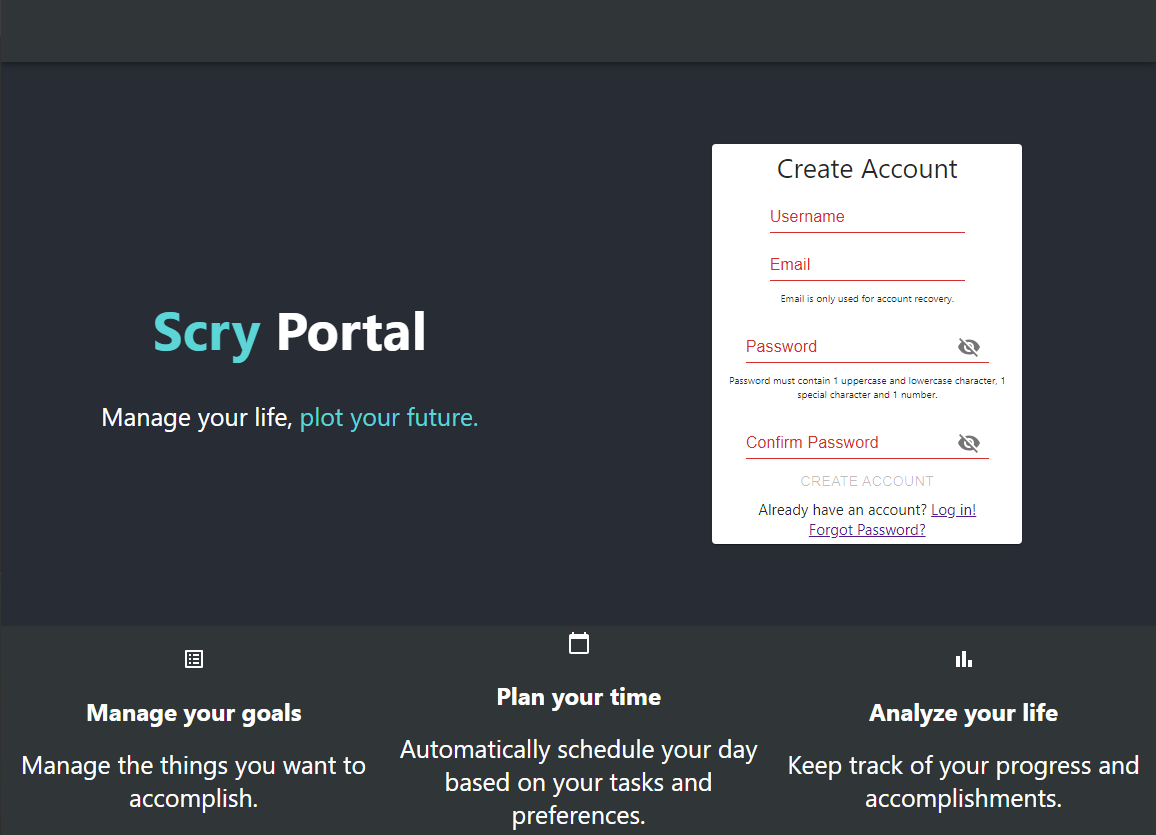 Create Account
Username
Email
Email is only used for account recovery.
Scry Portal
Manage your life, plot your future.
Password
Password must contain 1 uppercase and lowercase character, 1
special character and 1 number.
Confirm Password
CREATE ACCOUNT
Already have an account? Log in!
Forgot Password?
Manage your goals
Manage the things you want to
accomplish.
Plan your time
Automatically schedule your day
based on your tasks and
preferences.
Analyze your life
Keep track of your progress and
accomplishments.